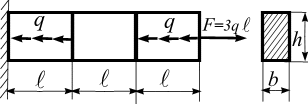 q q F=3qℓ h
ℓ ℓ ℓ b